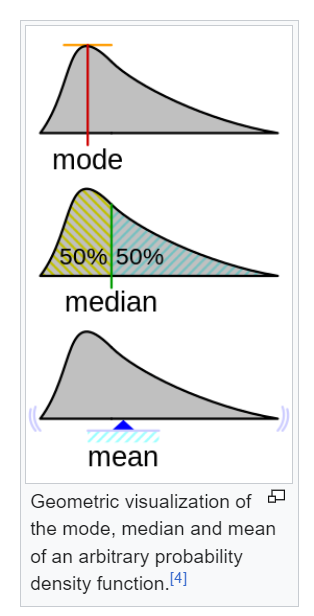 mode
50% 50%
median
mean
Geometric visualization of
the mode, median and mean
of an arbitrary probability
density function.[4]